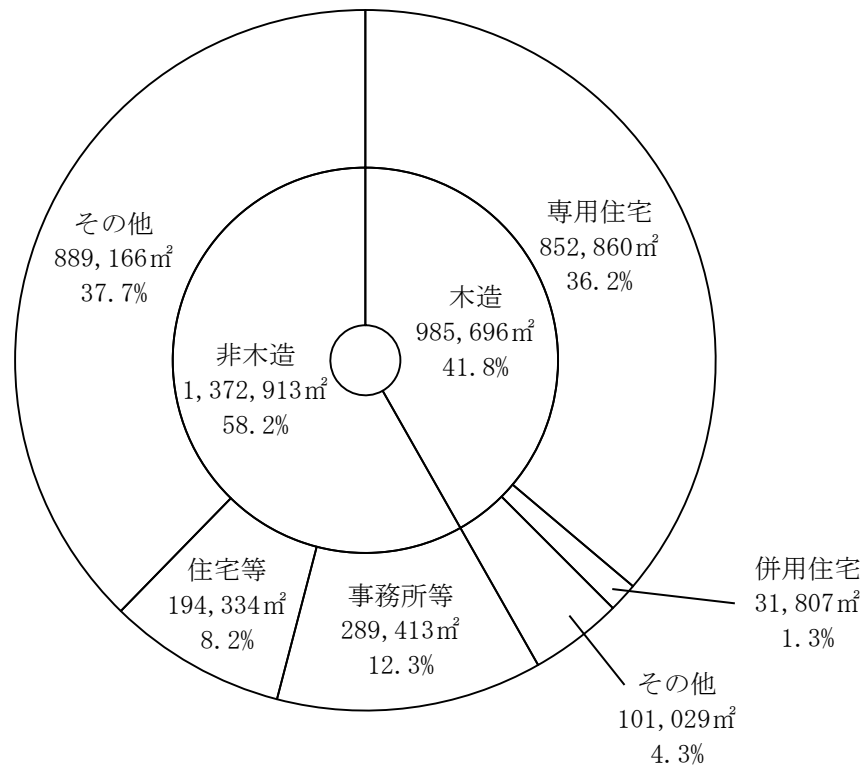 その他
889,166㎡
37.7%
専用住宅
852,860㎡
36.2%
木造
985,696㎡
41.8%
非木造
1,372,913㎡
58.2%
住宅等
194,334㎡
8.2%
事務所等
289,413㎡
12.3%
併用住宅
31,807㎡
1.3%
その他
101,029㎡
4.3%